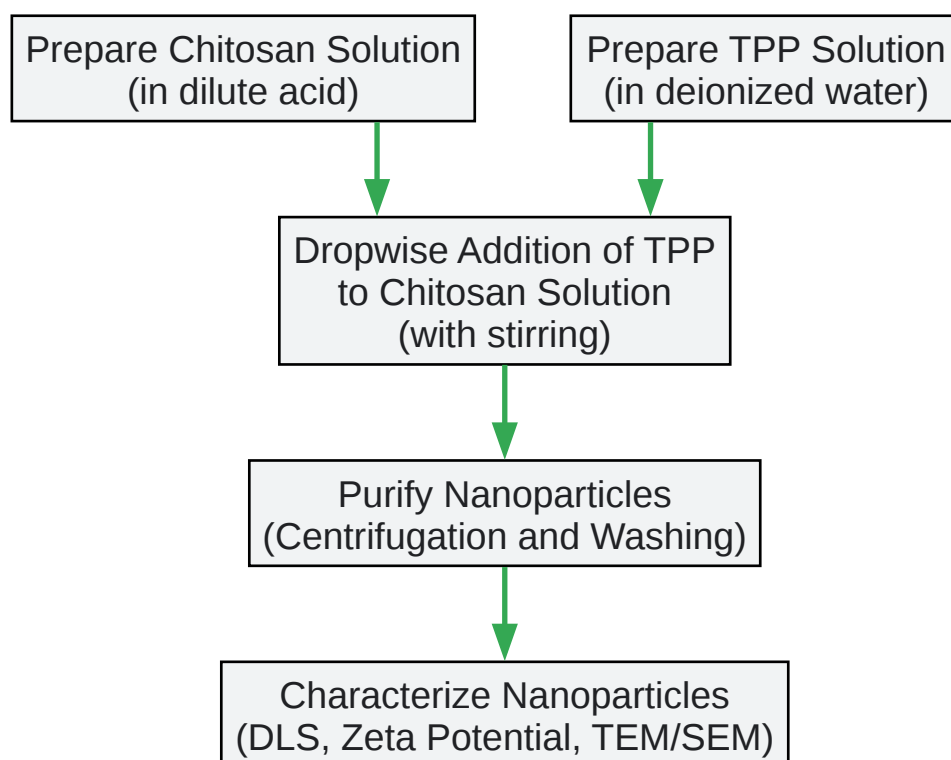 Prepare Chitosan Solution
(in dilute acid)
Prepare TPP Solution
(in deionized water)
Dropwise Addition of TPP
to Chitosan Solution
(with stirring)
Purify Nanoparticles
(Centrifugation and Washing)
Characterize Nanoparticles
(DLS, Zeta Potential, TEM/SEM)